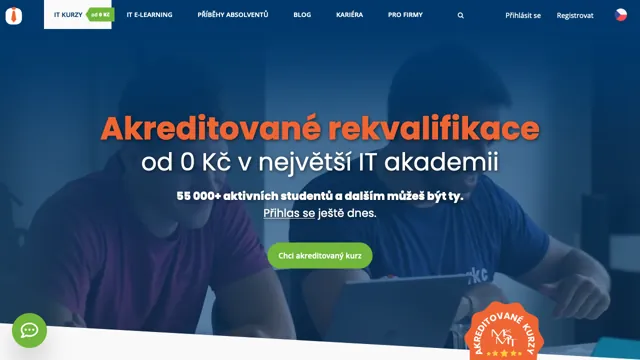 IT KURZY
od 0 Kč
IT E-LEARNING
PŘÍBĚHY ABSOLVENTŮ
BLOG
KARIÉRA
PRO FIRMY
Přihlásit se
Registrovat
Akreditované rekvalifikace
od 0 Kč v největší IT akademii
55 000+ aktivních studentů a dalším můžeš být ty.
Přihlas se ještě dnes.
Chci akreditovaný kurz
AKREDITOVANÉ KURZY
MŠMT